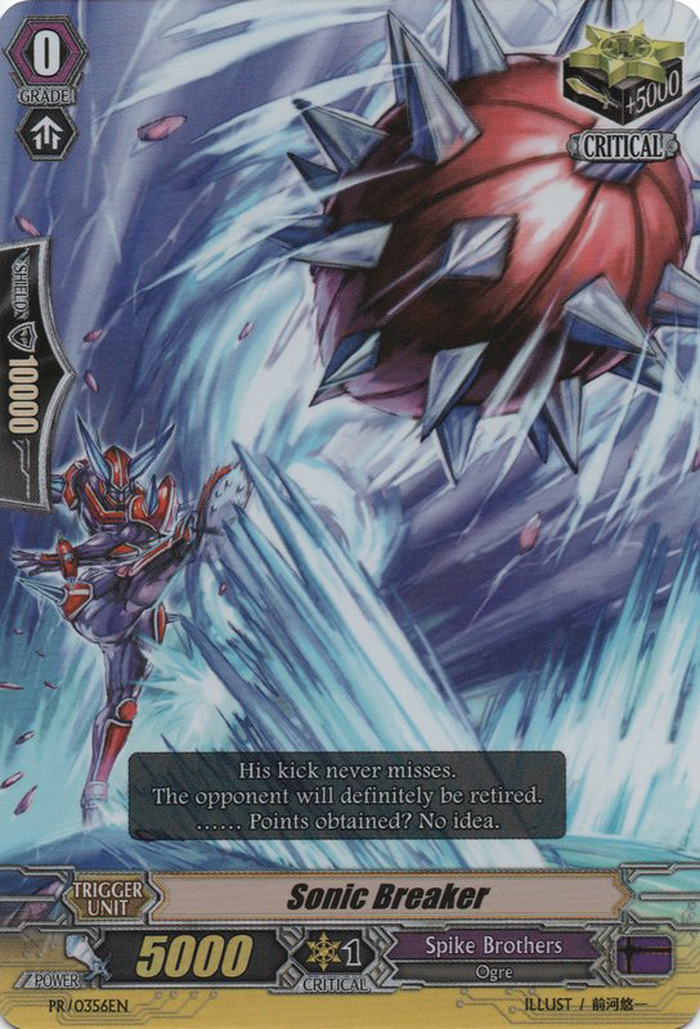 0
GRADE
+5000
CRITICAL
SHIELD
10000
His kick never misses.
The opponent will definitely be retired.
...... Points obtained? No idea.
TRIGGER
UNIT
Sonic Breaker
POWER
5000
1
CRITICAL
Spike Brothers
Ogre
PR/0356EN
ILLUST / 前河悠一